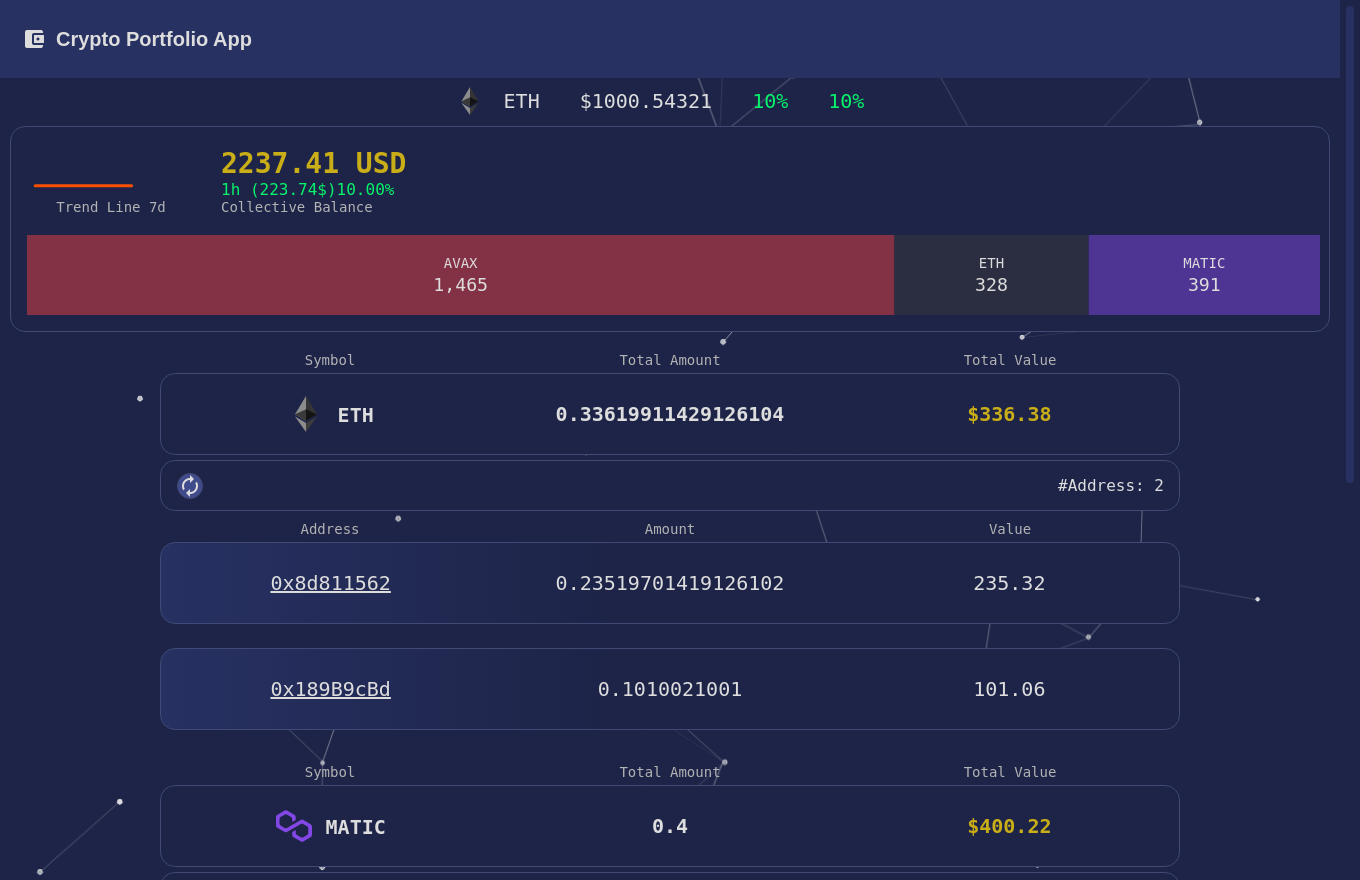 Crypto Portfolio App
ETH $1000.54321 10% 10%
2237.41 USD
1h (223.74$)10.00%
Trend Line 7d Collective Balance
AVAX ETH MATIC
1,465 328 391
Symbol Total Amount Total Value
ETH 0.33619911429126104 $336.38
#Address: 2
Address Amount Value
0x8d811562 0.23519701419126102 235.32
0x189B9cBd 0.1010021001 101.06
Symbol Total Amount Total Value
MATIC 0.4 $400.22